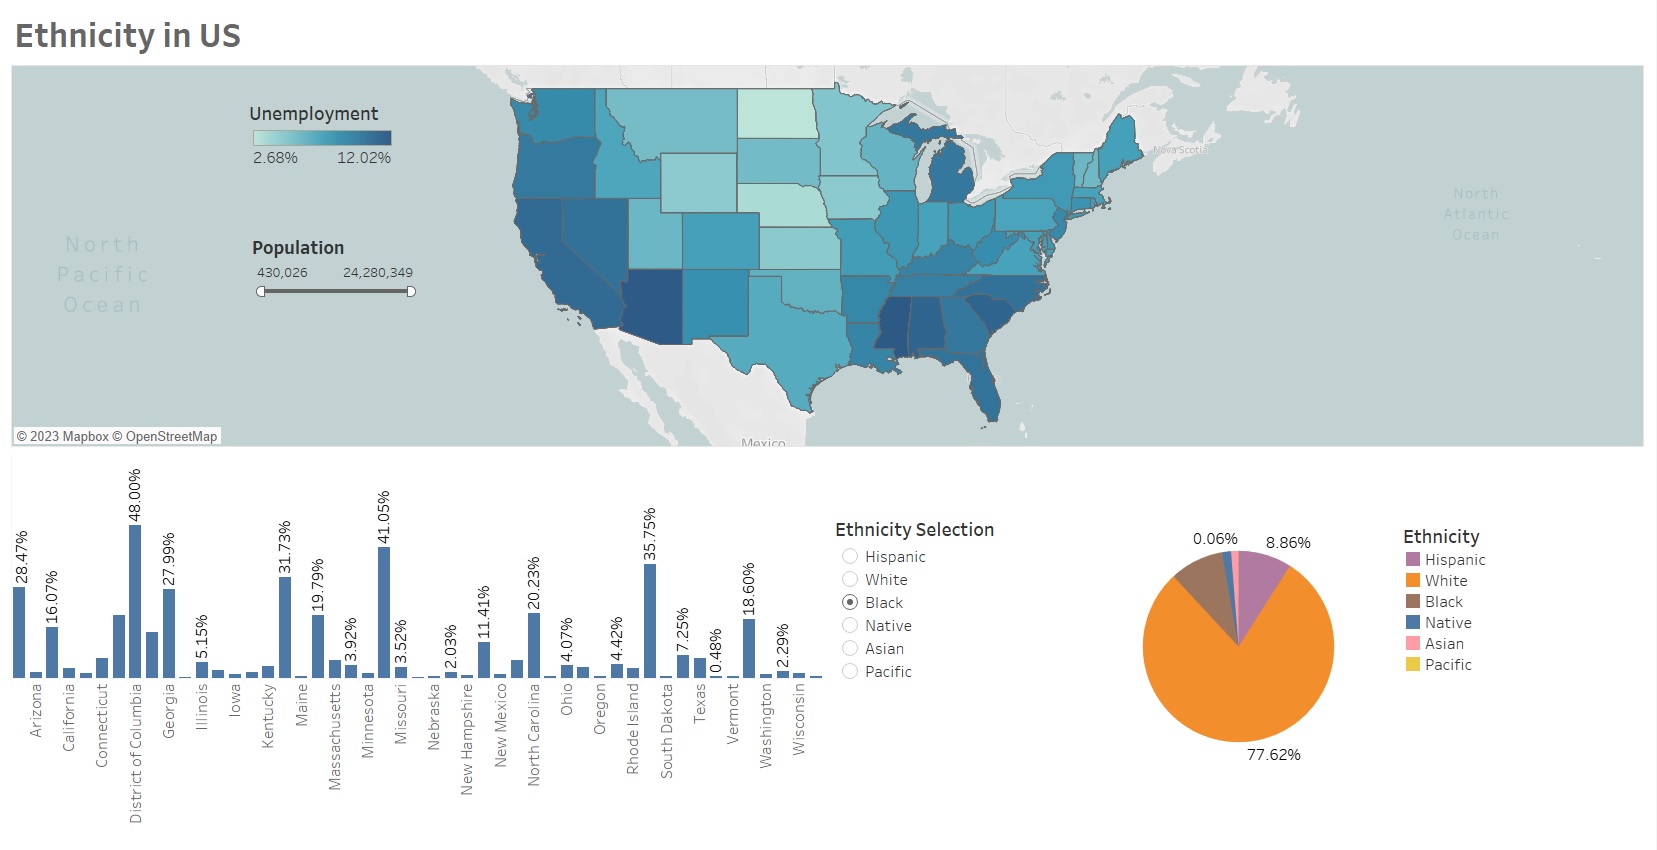 Ethnicity in US
Unemployment
2.68% 12.02%
Population
430,026 24,280,349
North
Pacific
Ocean
North
Atlantic
Ocean
Nova Scotia
Mexico
© 2023 Mapbox © OpenStreetMap
28.47%
16.07%
48.00%
27.99%
5.15%
31.73%
19.79%
3.92%
41.05%
3.52%
2.03%
11.41%
20.23%
4.07%
4.42%
35.75%
7.25%
0.48%
18.60%
2.29%
Arizona
California
Connecticut
District of Columbia
Georgia
Illinois
Iowa
Kentucky
Maine
Massachusetts
Minnesota
Missouri
Nebraska
New Hampshire
New Mexico
North Carolina
Ohio
Oregon
Rhode Island
South Dakota
Texas
Vermont
Washington
Wisconsin
Ethnicity Selection
Hispanic
White
Black
Native
Asian
Pacific
0.06% 8.86%
77.62%
Ethnicity
Hispanic
White
Black
Native
Asian
Pacific